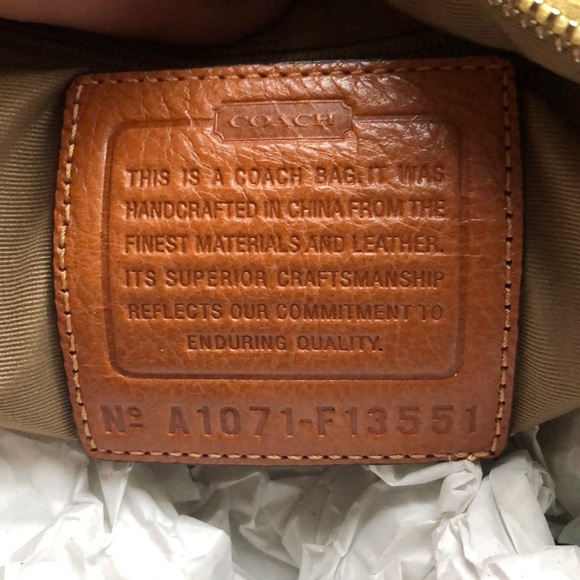 COACH
THIS IS A COACH BAG.IT WAS
HANDCRAFTED IN CHINA FROM THE
FINEST MATERIALS AND LEATHER.
ITS SUPERIOR CRAFTSMANSHIP
REFLECTS OUR COMMITMENT TO
ENDURING QUALITY.
Nº A1071-F13551